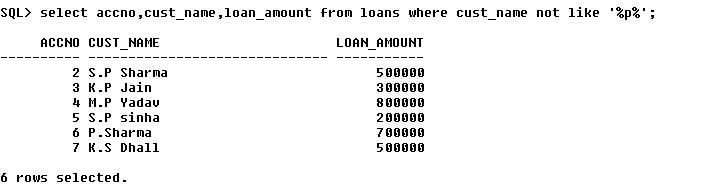 SQL> select accno,cust_name,loan_amount from loans where cust_name not like '%p%';
ACCNO CUST_NAME LOAN_AMOUNT
---------- ------------------------------ -----------
2 S.P Sharma 500000
3 K.P Jain 300000
4 M.P Yadav 800000
5 S.P sinha 200000
6 P.Sharma 700000
7 K.S Dhall 500000
6 rows selected.